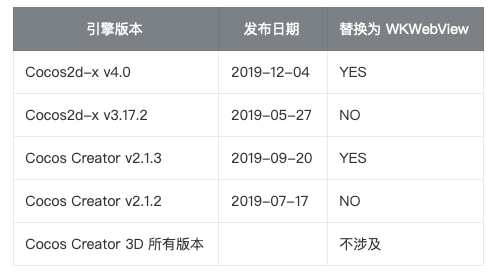 引擎版本 发布日期 替换为 WKWebView
Cocos2d-x v4.0 2019-12-04 YES
Cocos2d-x v3.17.2 2019-05-27 NO
Cocos Creator v2.1.3 2019-09-20 YES
Cocos Creator v2.1.2 2019-07-17 NO
Cocos Creator 3D 所有版本 不涉及